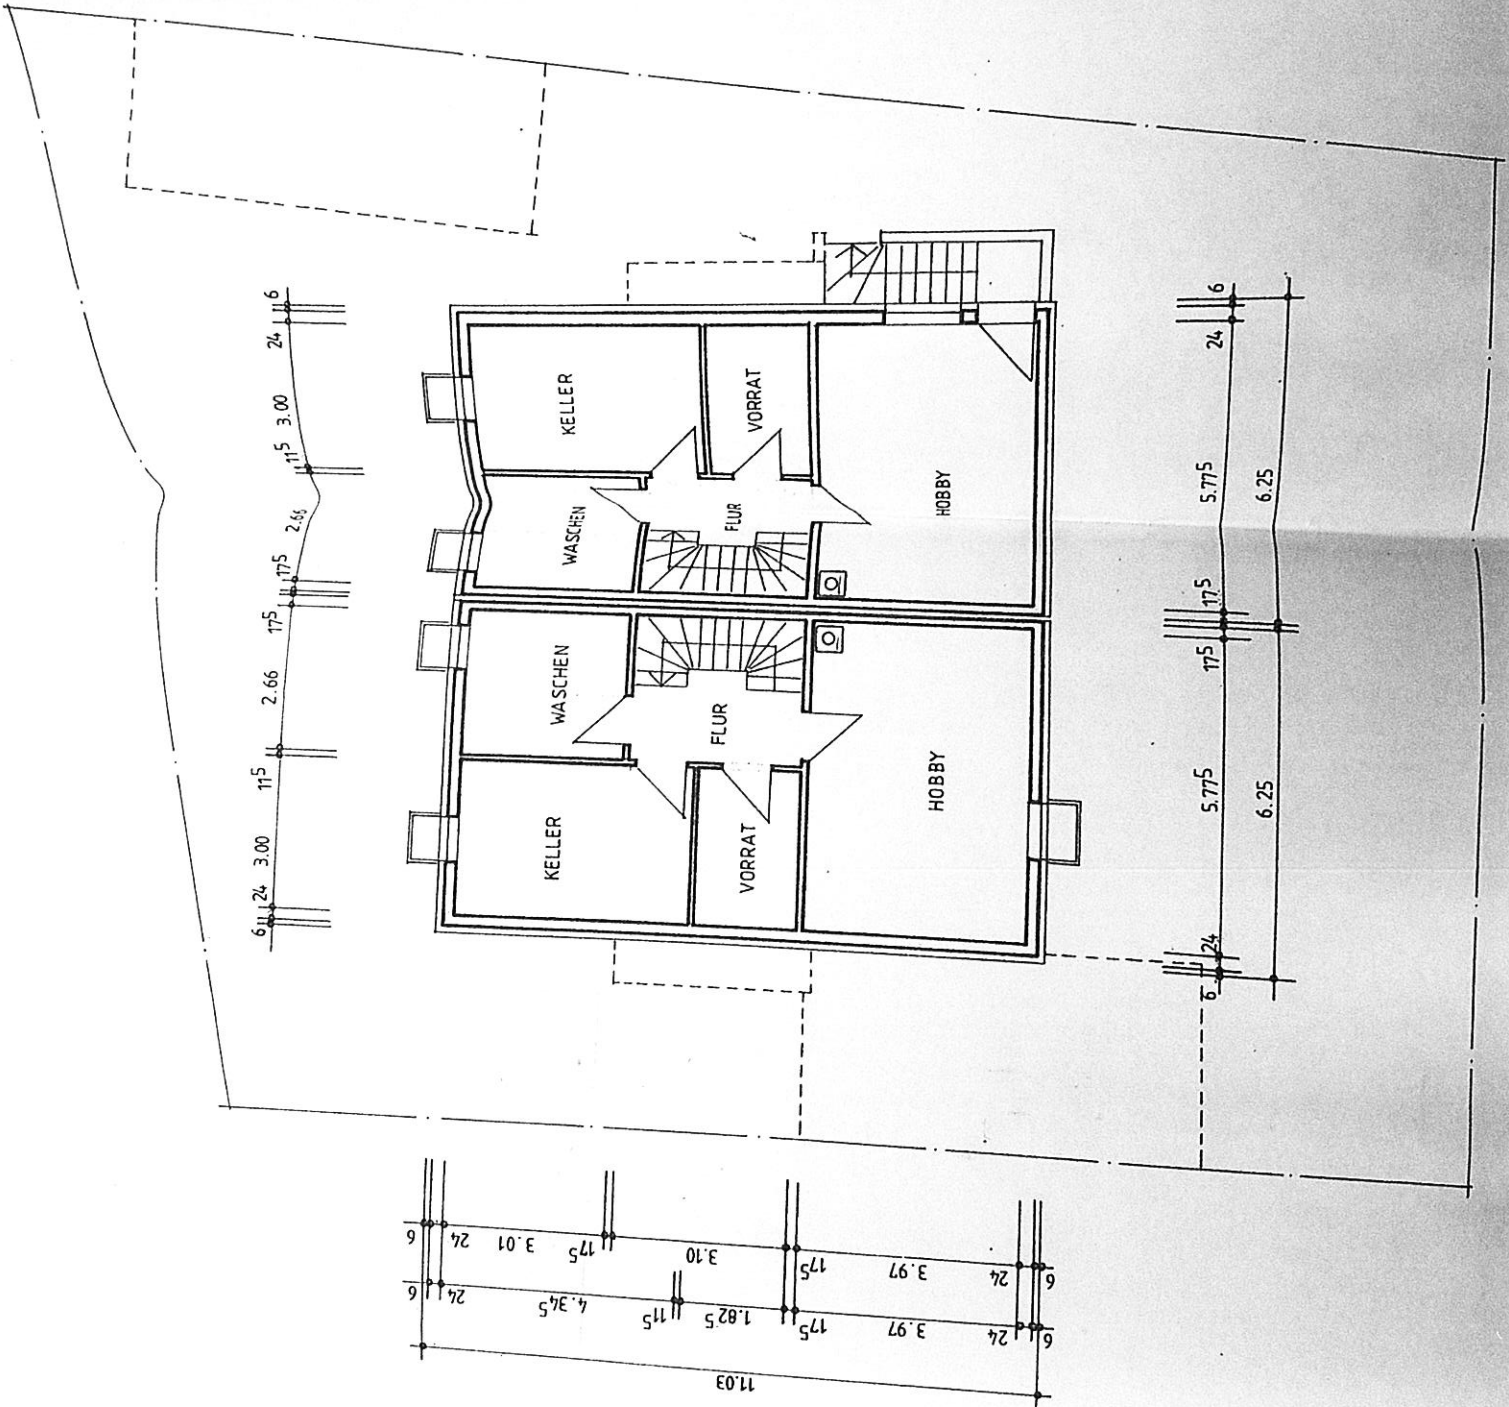 KELLER
VORRAT
WASCHEN
FLUR
HOBBY
WASCHEN
FLUR
HOBBY
KELLER
VORRAT
6 24 3.00 11⁵ 2.66 17⁵ 17⁵ 2.66 11⁵ 3.00 24 6
6 24 5.77⁵ 17⁵ 17⁵ 5.77⁵ 24 6
6.25 6.25
6 24 3.01 17⁵ 3.10 17⁵ 3.97 24 6
6 24 4.34⁵ 11⁵ 1.82⁵ 17⁵ 3.97 24 6
11.03